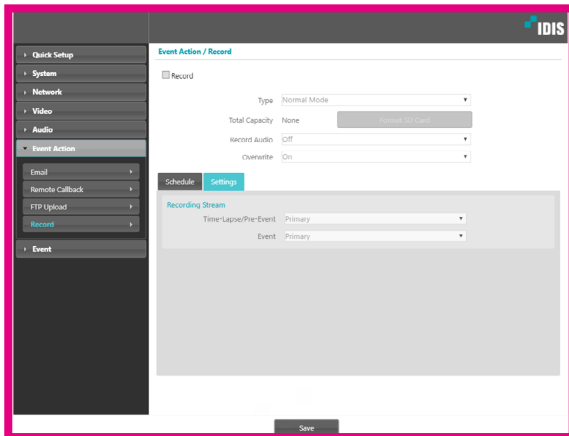 IDIS
Quick Setup
System
Network
Video
Audio
Event Action
Email
Remote Callback
FTP Upload
Record
Event
Event Action / Record
Record
Type Normal Mode
Total Capacity None Format SD Card
Record Audio Off
Overwrite On
Schedule Settings
Recording Stream
Time-Lapse/Pre-Event Primary
Event Primary
Save